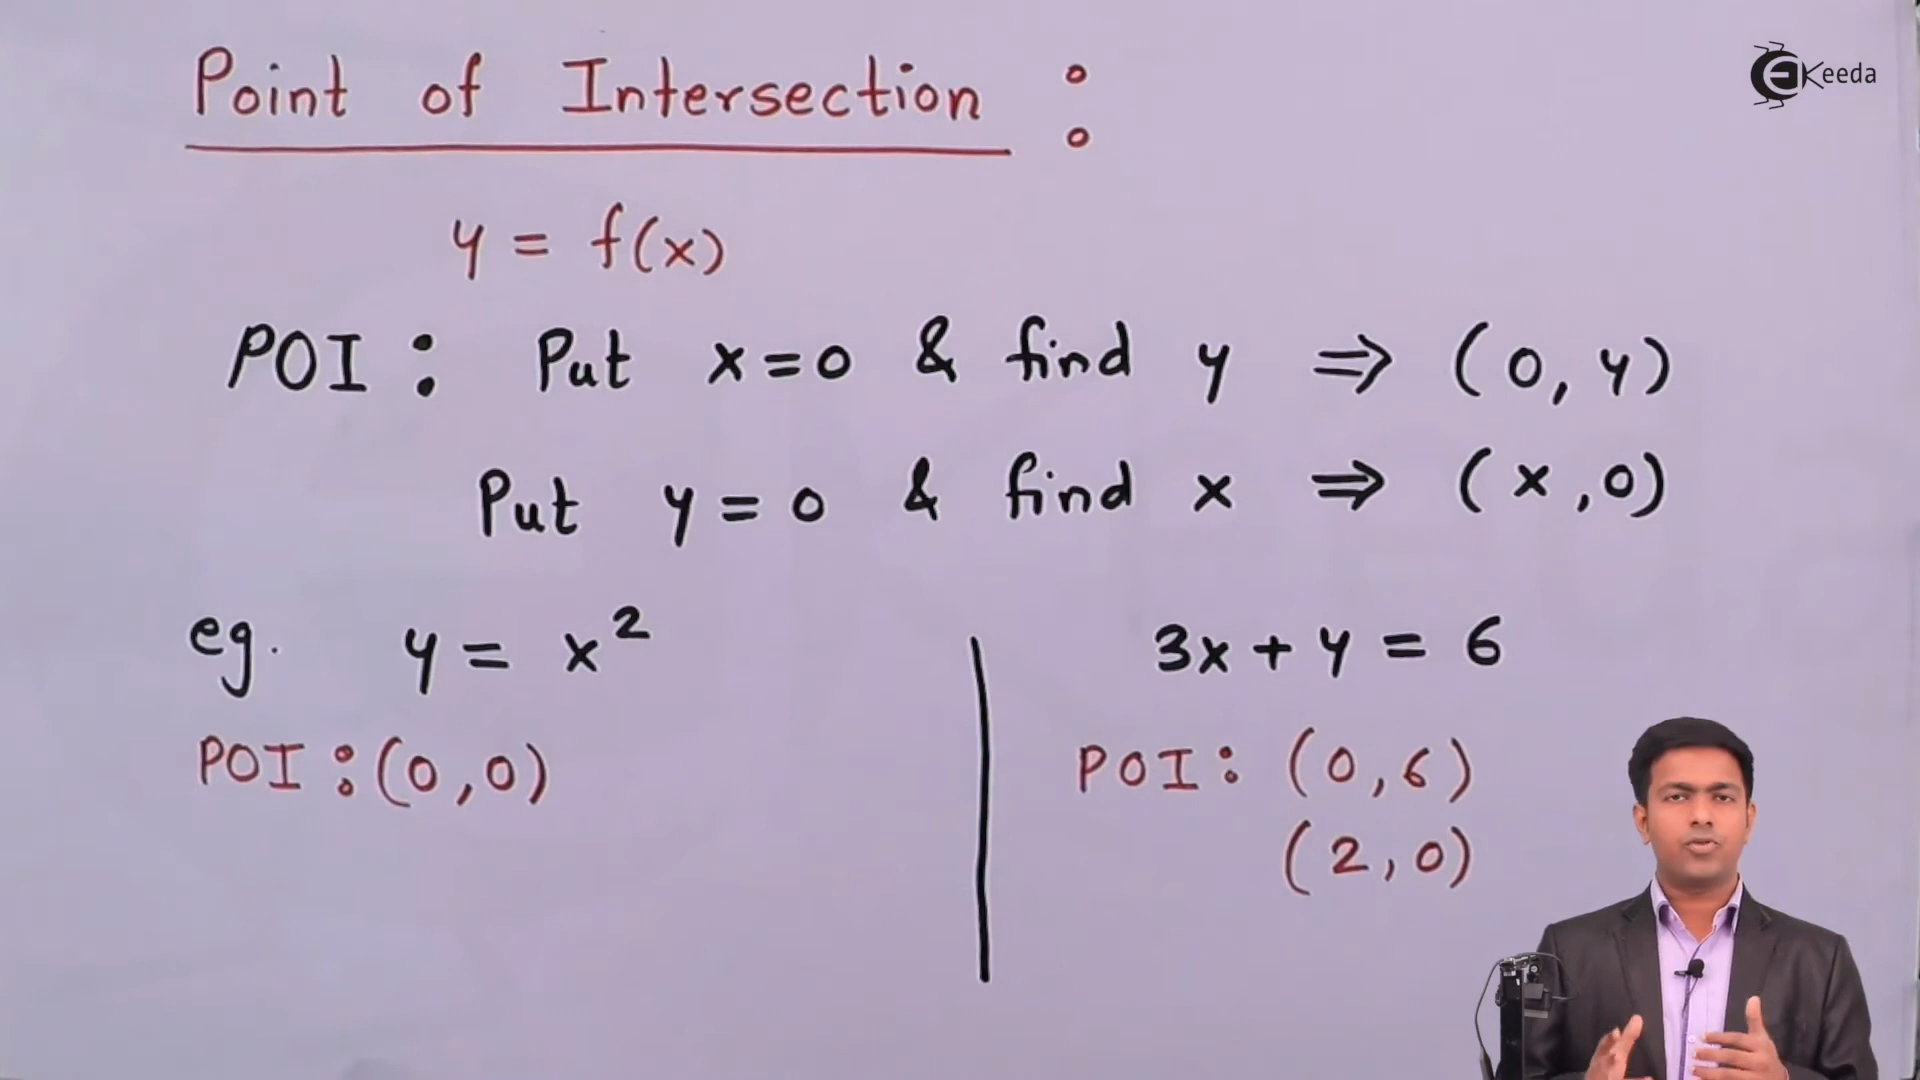 Point of Intersection :
EKeeda
y = f(x)
POI : Put x=0 & find y ⇒ (0, y)
Put y = 0 & find x ⇒ (x, 0)
eg. y = x²
3x + y = 6
POI : (0,0)
POI : (0,6)
(2,0)